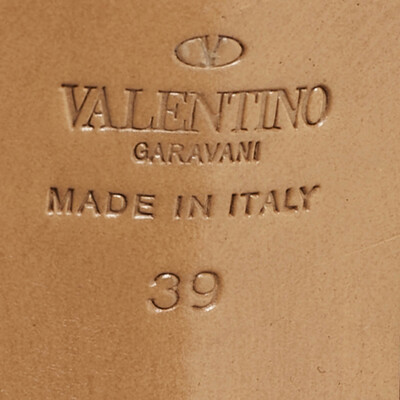 V
VALENTINO
GARAVANI
MADE IN ITALY
39